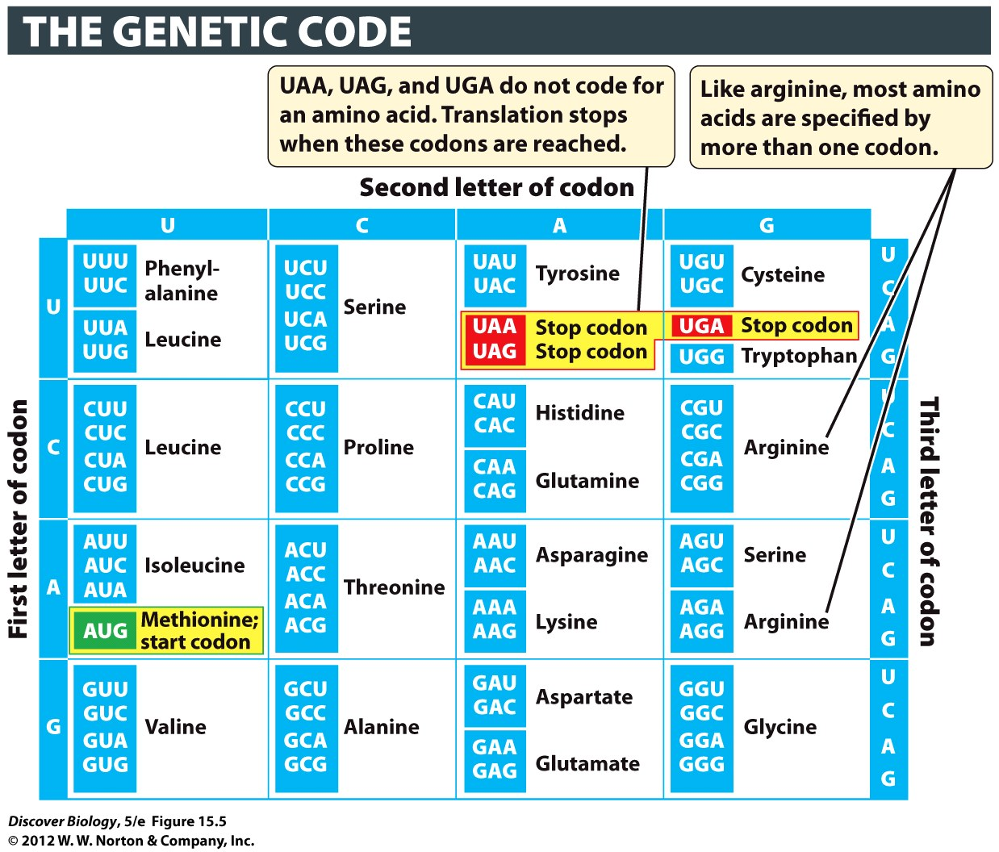 THE GENETIC CODE
UAA, UAG, and UGA do not code for
an amino acid. Translation stops
when these codons are reached.
Like arginine, most amino
acids are specified by
more than one codon.
Second letter of codon
U C A G
First letter of codon
Third letter of codon
U
UUU
UUC
Phenyl-
alanine
UUA
UUG
Leucine
UCU
UCC
UCA
UCG
Serine
UAU
UAC
Tyrosine
UAA Stop codon
UAG Stop codon
UGU
UGC
Cysteine
UGA Stop codon
UGG Tryptophan
U
C
A
G
C
CUU
CUC
CUA
CUG
Leucine
CCU
CCC
CCA
CCG
Proline
CAU
CAC
Histidine
CAA
CAG
Glutamine
CGU
CGC
CGA
CGG
Arginine
U
C
A
G
A
AUU
AUC
AUA
Isoleucine
AUG
Methionine;
start codon
ACU
ACC
ACA
ACG
Threonine
AAU
AAC
Asparagine
AAA
AAG
Lysine
AGU
AGC
Serine
AGA
AGG
Arginine
U
C
A
G
G
GUU
GUC
GUA
GUG
Valine
GCU
GCC
GCA
GCG
Alanine
GAU
GAC
Aspartate
GAA
GAG
Glutamate
GGU
GGC
GGA
GGG
Glycine
U
C
A
G
Discover Biology, 5/e Figure 15.5
© 2012 W. W. Norton & Company, Inc.